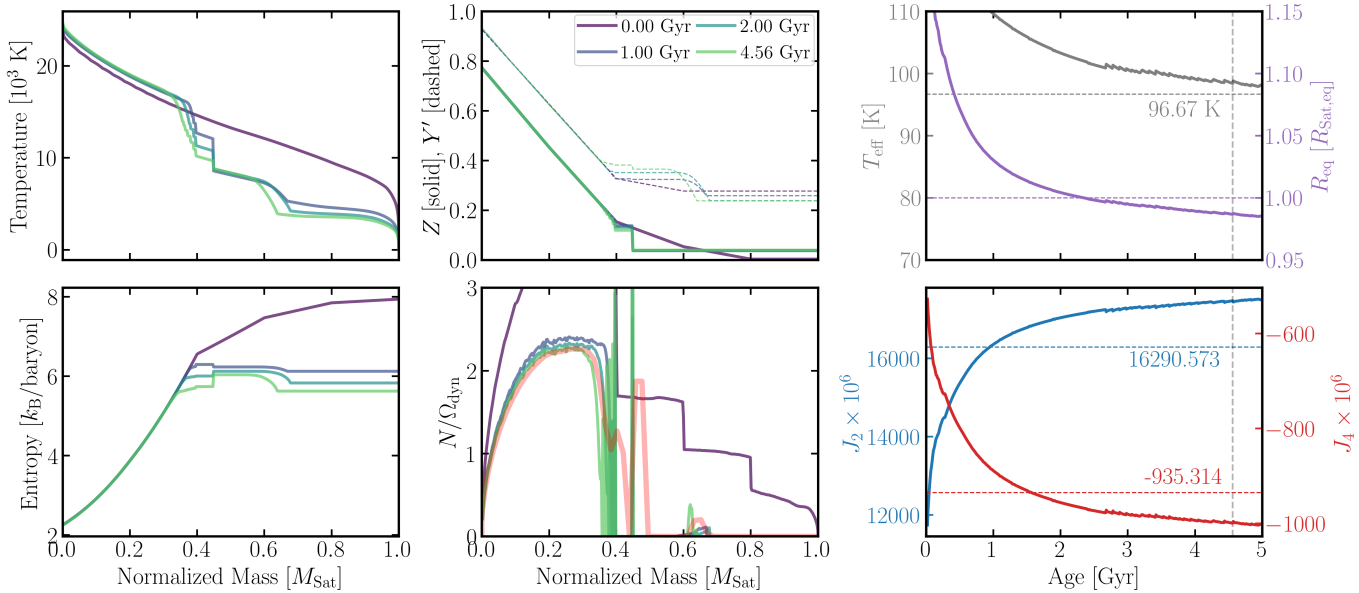 Temperature [10³ K]
0
10
20
Z [solid], Y′ [dashed]
0.0
0.2
0.4
0.6
0.8
1.0
0.00 Gyr
1.00 Gyr
2.00 Gyr
4.56 Gyr
T_eff [K]
70
80
90
100
110
96.67 K
0.95
1.00
1.05
1.10
1.15
R_eq [R_Sat,eq]
Entropy [k_B/baryon]
2
4
6
8
0.0 0.2 0.4 0.6 0.8 1.0
Normalized Mass [M_Sat]
N/Ω_dyn
0
1
2
3
0.0 0.2 0.4 0.6 0.8 1.0
Normalized Mass [M_Sat]
J₂ × 10⁶
12000
14000
16000
16290.573
-935.314
−600
−800
−1000
J₄ × 10⁶
0 1 2 3 4 5
Age [Gyr]